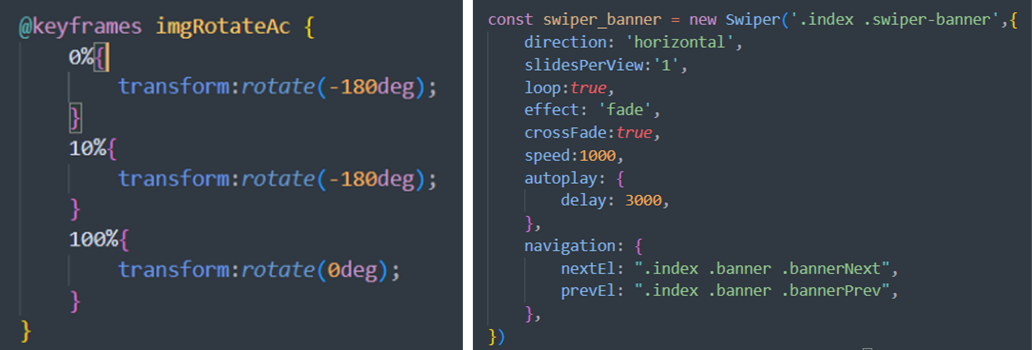 @keyframes imgRotateAc {
0%{
transform:rotate(-180deg);
}
10%{
transform:rotate(-180deg);
}
100%{
transform:rotate(0deg);
}
}
const swiper_banner = new Swiper('.index .swiper-banner',{
direction: 'horizontal',
slidesPerView:'1',
loop:true,
effect: 'fade',
crossFade:true,
speed:1000,
autoplay: {
delay: 3000,
},
navigation: {
nextEl: ".index .banner .bannerNext",
prevEl: ".index .banner .bannerPrev",
},
})